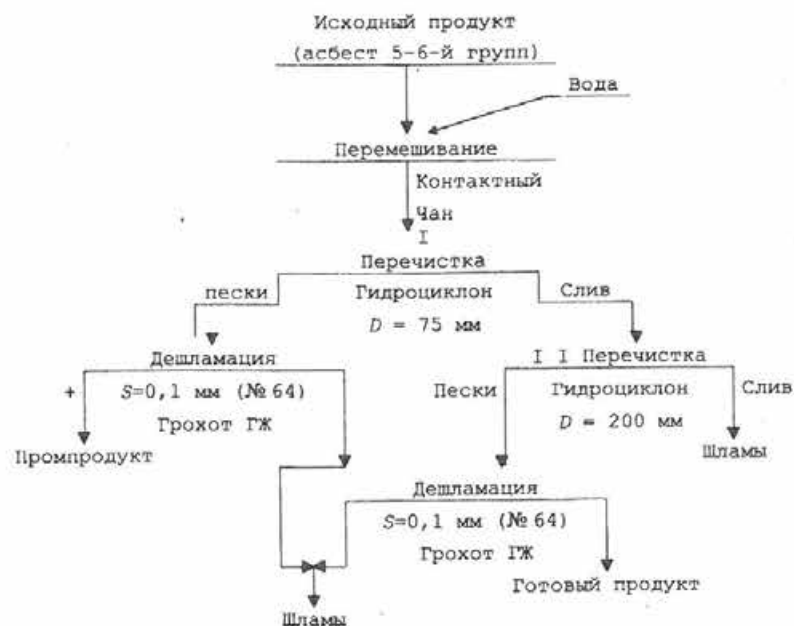 Исходный продукт
(асбест 5-6-й групп)
Вода
Перемешивание
Контактный
Чан
I
Перечистка
пески
Гидроциклон
Слив
D = 75 мм
Дешламация
I I Перечистка
+
S=0,1 мм (№ 64)
Пески
Гидроциклон
Слив
Грохот ГЖ
D = 200 мм
Промпродукт
Шламы
Дешламация
S=0,1 мм (№ 64)
Грохот ГЖ
Готовый продукт
Шламы